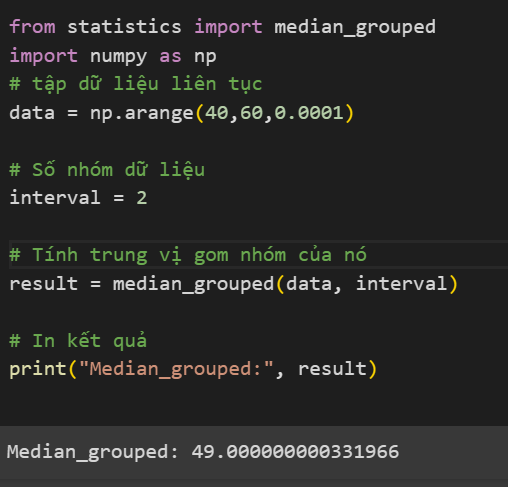 from statistics import median_grouped
import numpy as np
# tập dữ liệu liên tục
data = np.arange(40,60,0.0001)
# Số nhóm dữ liệu
interval = 2
# Tính trung vị gom nhóm của nó
result = median_grouped(data, interval)
# In kết quả
print("Median_grouped:", result)
Median_grouped: 49.000000000331966